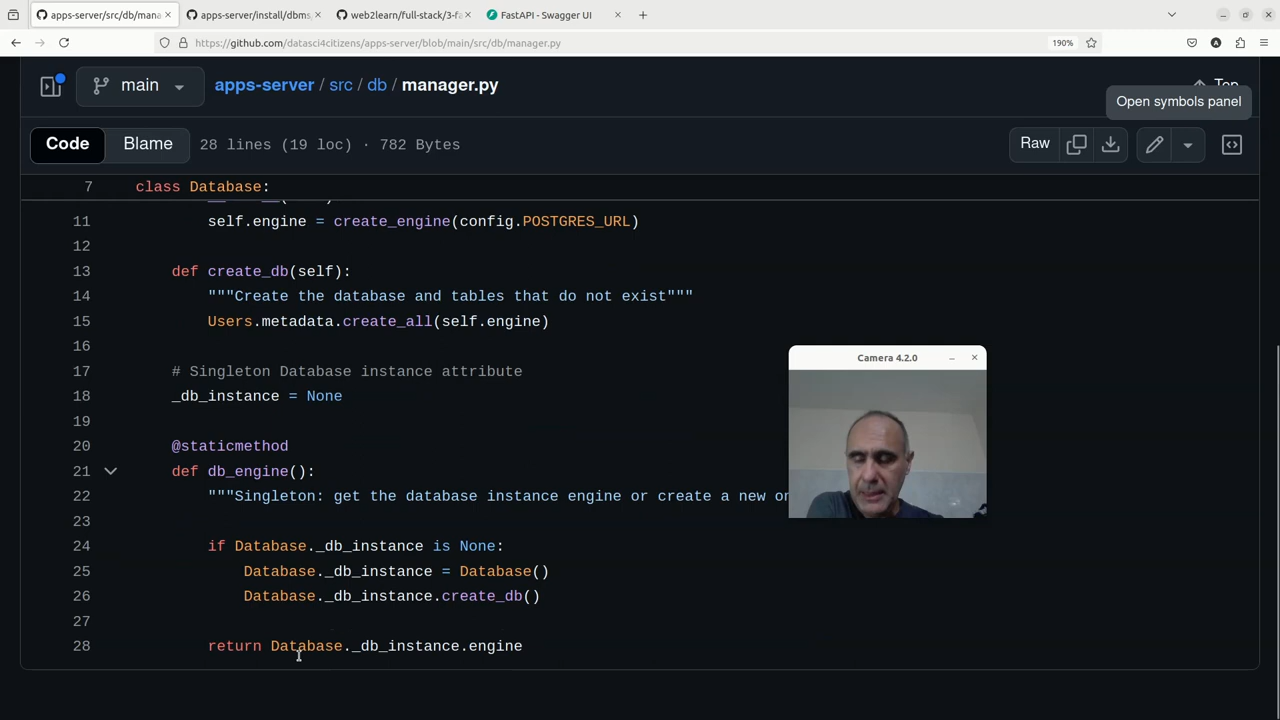 apps-server/src/db/mana
apps-server/install/dbms
web2learn/full-stack/3-fa
FastAPI - Swagger UI
https://github.com/datasci4citizens/apps-server/blob/main/src/db/manager.py
190%
main
apps-server / src / db / manager.py
Top
Open symbols panel
Code
Blame
28 lines (19 loc) · 782 Bytes
Raw
7 class Database:
11 self.engine = create_engine(config.POSTGRES_URL)
12
13 def create_db(self):
14 """Create the database and tables that do not exist"""
15 Users.metadata.create_all(self.engine)
16
17 # Singleton Database instance attribute
18 _db_instance = None
19
20 @staticmethod
21 def db_engine():
22 """Singleton: get the database instance engine or create a new on
23
24 if Database._db_instance is None:
25 Database._db_instance = Database()
26 Database._db_instance.create_db()
27
28 return Database._db_instance.engine
Camera 4.2.0